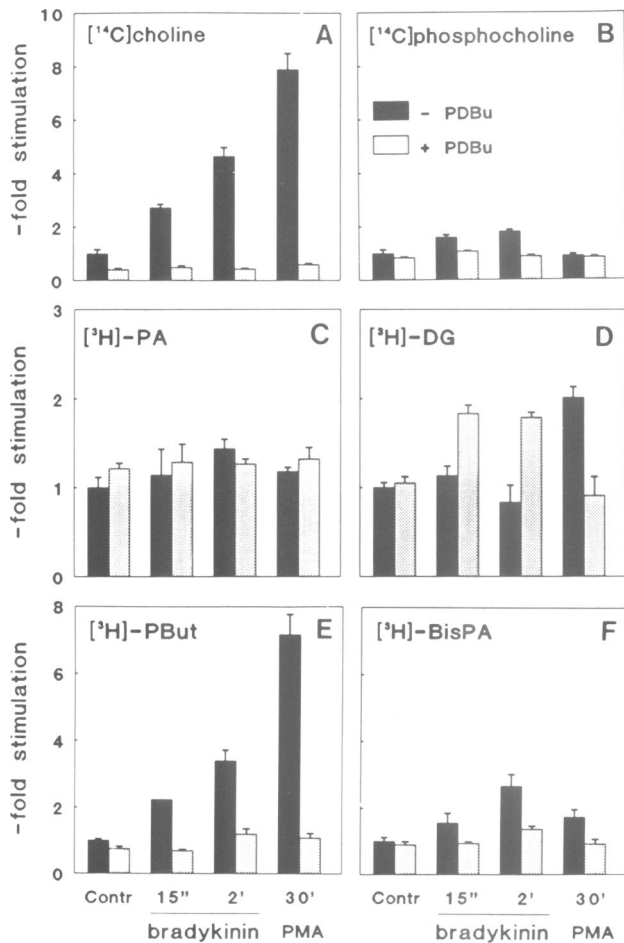 [¹⁴C]choline A
[¹⁴C]phosphocholine B
- PDBu
+ PDBu
-fold stimulation
10
8
6
4
2
0
[³H]-PA C
[³H]-DG D
-fold stimulation
3
2
1
0
[³H]-PBut E
[³H]-BisPA F
-fold stimulation
8
6
4
2
0
Contr 15" 2' 30'
bradykinin PMA
Contr 15" 2' 30'
bradykinin PMA